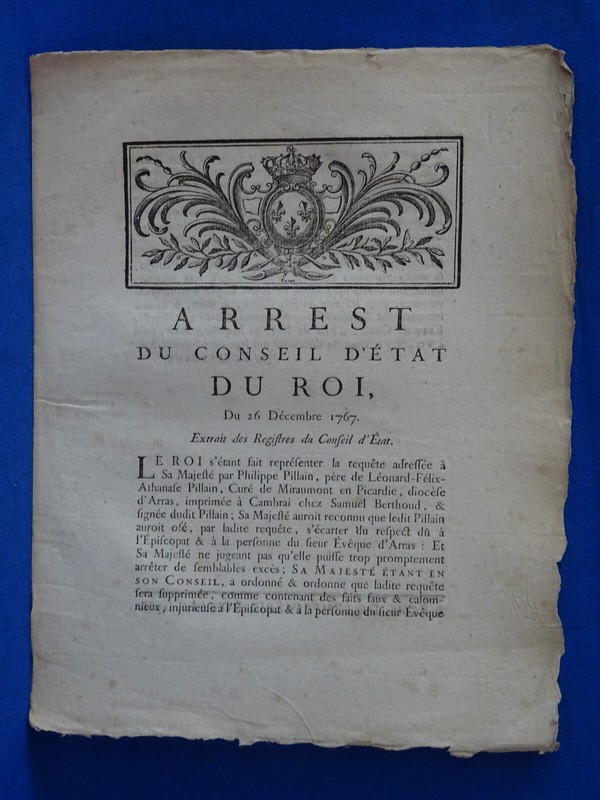 ARREST
DU CONSEIL D'ÉTAT
DU ROI,
Du 26 Décembre 1767.
Extrait des Regiſtres du Conſeil d'État.
LE ROI s'étant fait repréſenter la requête adreſſée à
Sa Majeſté par Philippe Pillain, père de Léonard-Félix-
Athanaſe Pillain, Curé de Miraumont en Picardie, diocèſe
d'Arras, imprimée à Cambrai chez Samuel Berthoud, &
ſignée dudit Pillain; Sa Majeſté auroit reconnu que ledit Pillain
auroit oſé, par ladite requête, s'écarter du reſpect dû à
l'Épiſcopat & à la perſonne du ſieur Évêque d'Arras: Et
Sa Majeſté ne jugeant pas qu'elle puiſſe trop promptement
arrêter de ſemblables excès; SA MAJESTÉ ÉTANT EN
SON CONSEIL, a ordonné & ordonne que ladite requête
ſera ſupprimée, comme contenant des faits faux & calom-
nieux, injurieuſe à l'Épiſcopat & à la perſonne du ſieur Évêque